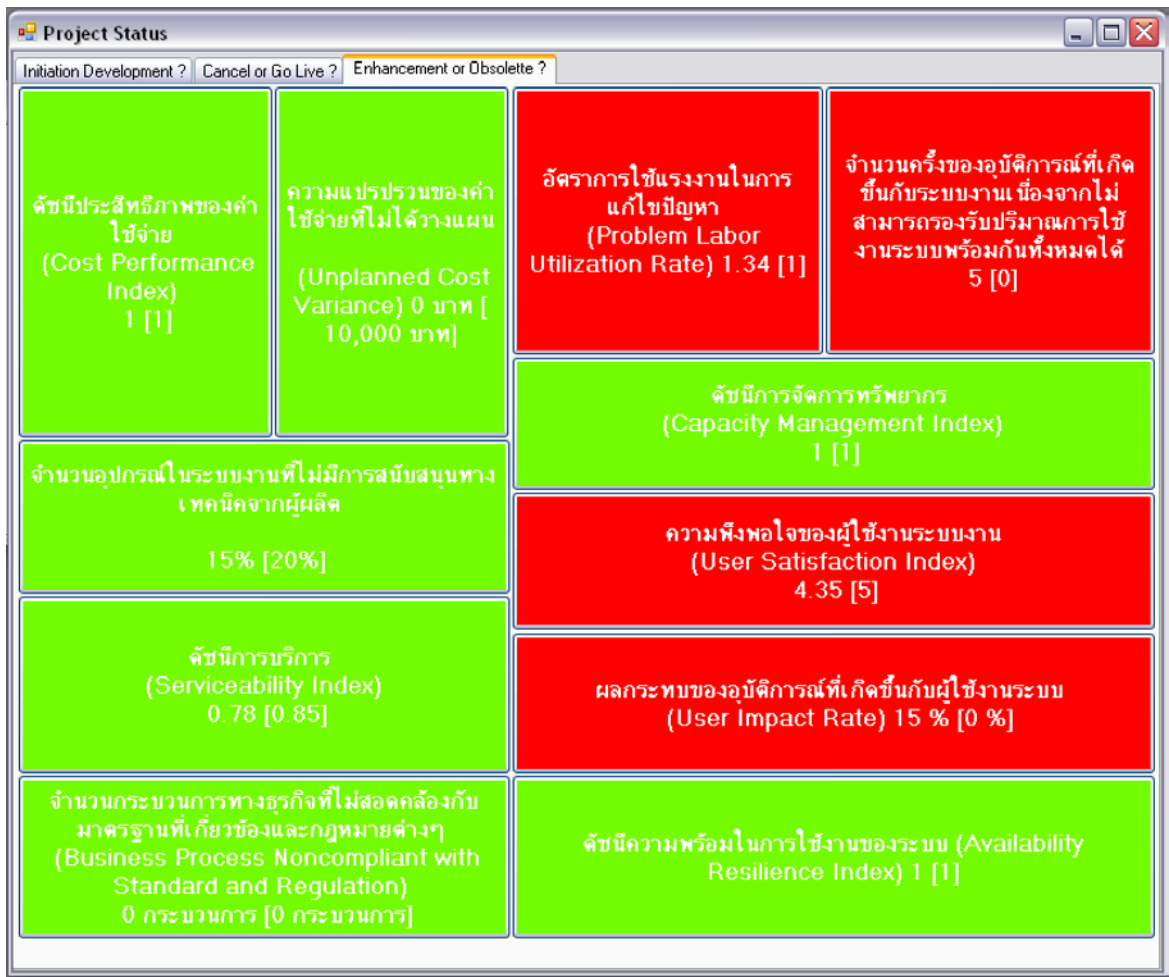 Project Status
Initiation Development ?
Cancel or Go Live ?
Enhancement or Obsolette ?
ดัชนีประสิทธิภาพของค่า
ใช้จ่าย
(Cost Performance
Index)
1 [1]
ความแปรปรวนของค่า
ใช้จ่ายที่ไม่ได้วางแผน
(Unplanned Cost
Variance) 0 บาท [
10,000 บาท]
อัตราการใช้แรงงานในการ
แก้ไขปัญหา
(Problem Labor
Utilization Rate) 1.34 [1]
จำนวนครั้งของอุบัติการณ์ที่เกิด
ขึ้นกับระบบงานเนื่องจากไม่
สามารถรองรับปริมาณการใช้
งานระบบพร้อมกันทั้งหมดได้
5 [0]
ดัชนีการจัดการทรัพยากร
(Capacity Management Index)
1 [1]
จำนวนอุปกรณ์ในระบบงานที่ไม่มีการสนับสนุนทาง
เทคนิคจากผู้ผลิต
15% [20%]
ความพึงพอใจของผู้ใช้งานระบบงาน
(User Satisfaction Index)
4.35 [5]
ดัชนีการบริการ
(Serviceability Index)
0.78 [0.85]
ผลกระทบของอุบัติการณ์ที่เกิดขึ้นกับผู้ใช้งานระบบ
(User Impact Rate) 15 % [0 %]
จำนวนกระบวนการทางธุรกิจที่ไม่สอดคล้องกับ
มาตรฐานที่เกี่ยวข้องและกฎหมายต่างๆ
(Business Process Noncompliant with
Standard and Regulation)
0 กระบวนการ [0 กระบวนการ]
ดัชนีความพร้อมในการใช้งานของระบบ (Availability
Resilience Index) 1 [1]